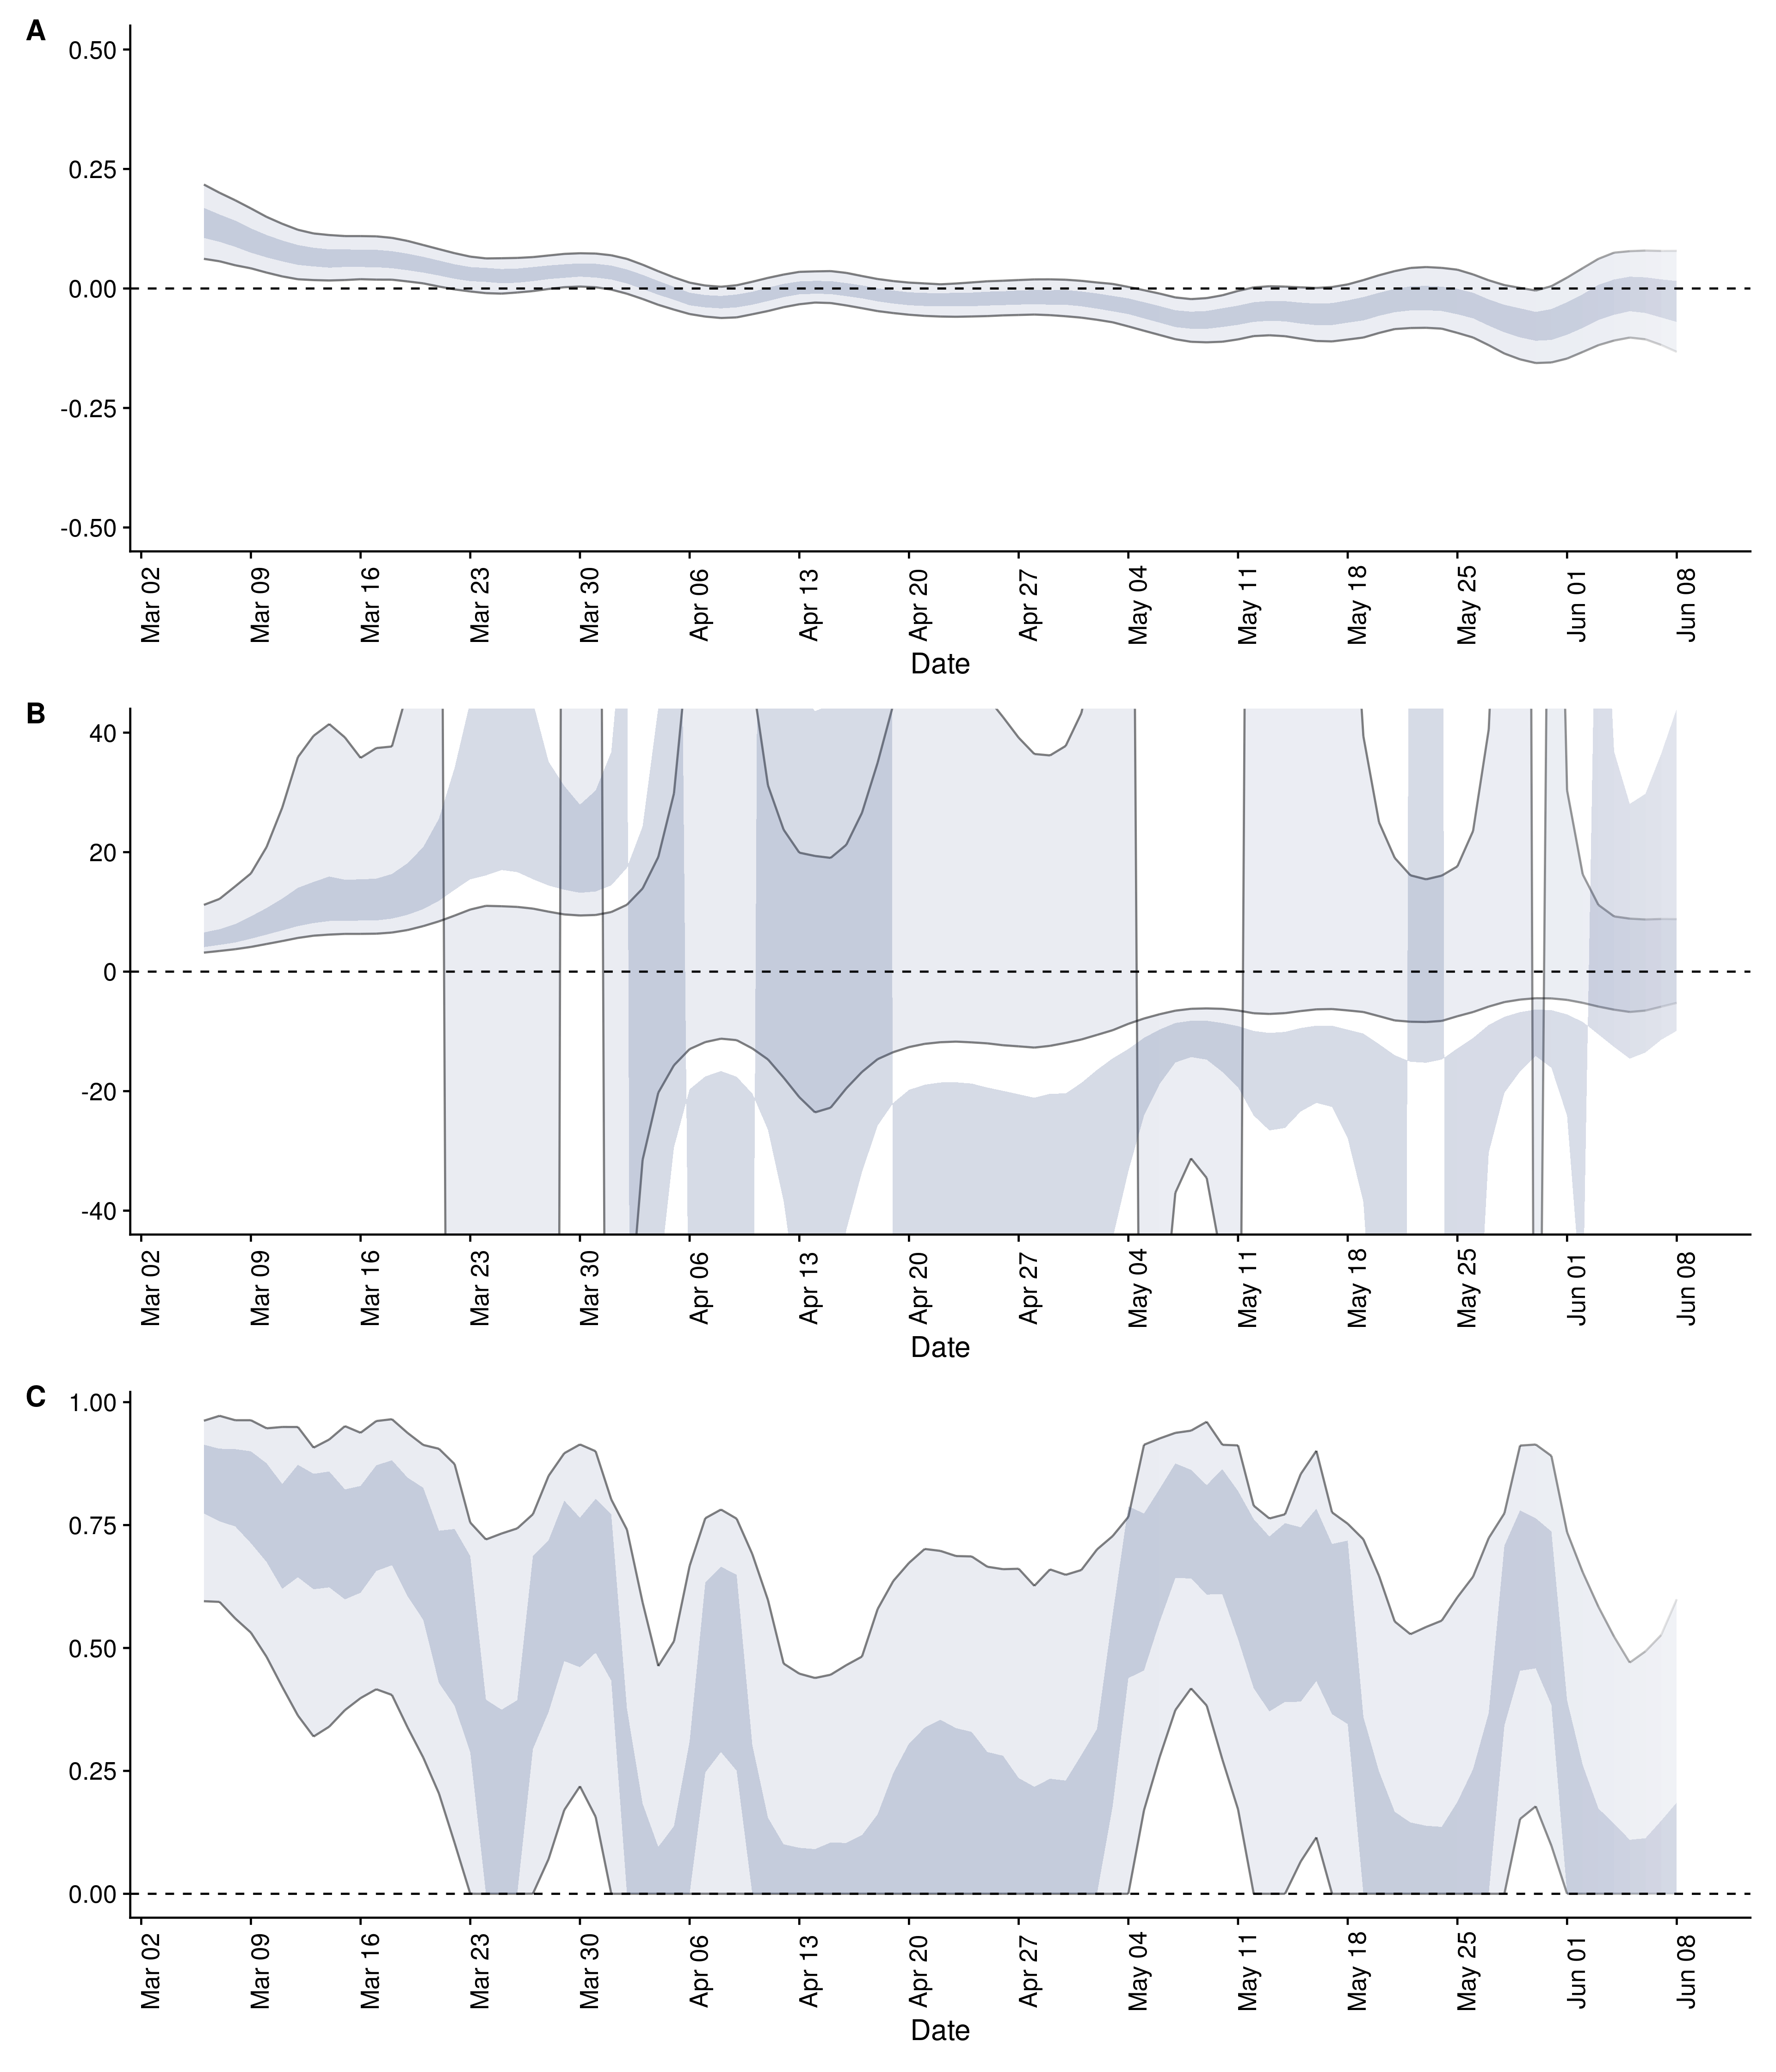 A
0.50
0.25
0.00
-0.25
-0.50
Mar 02
Mar 09
Mar 16
Mar 23
Mar 30
Apr 06
Apr 13
Apr 20
Apr 27
May 04
May 11
May 18
May 25
Jun 01
Jun 08
Date
B
40
20
0
-20
-40
Mar 02
Mar 09
Mar 16
Mar 23
Mar 30
Apr 06
Apr 13
Apr 20
Apr 27
May 04
May 11
May 18
May 25
Jun 01
Jun 08
Date
C
1.00
0.75
0.50
0.25
0.00
Mar 02
Mar 09
Mar 16
Mar 23
Mar 30
Apr 06
Apr 13
Apr 20
Apr 27
May 04
May 11
May 18
May 25
Jun 01
Jun 08
Date